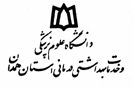 دانشگاه علوم پزشکی
و خدمات بهداشتی درمانی استان همدان